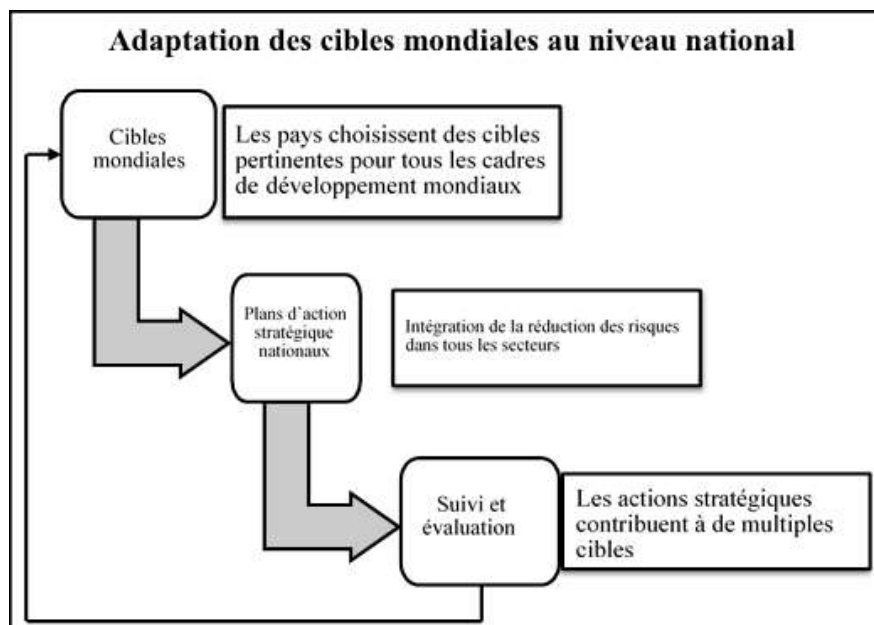 Adaptation des cibles mondiales au niveau national
Cibles
mondiales
Les pays choisissent des cibles
pertinentes pour tous les cadres
de développement mondiaux
Plans d'action
stratégique
nationaux
Intégration de la réduction des risques
dans tous les secteurs
Suivi et
évaluation
Les actions stratégiques
contribuent à de multiples
cibles